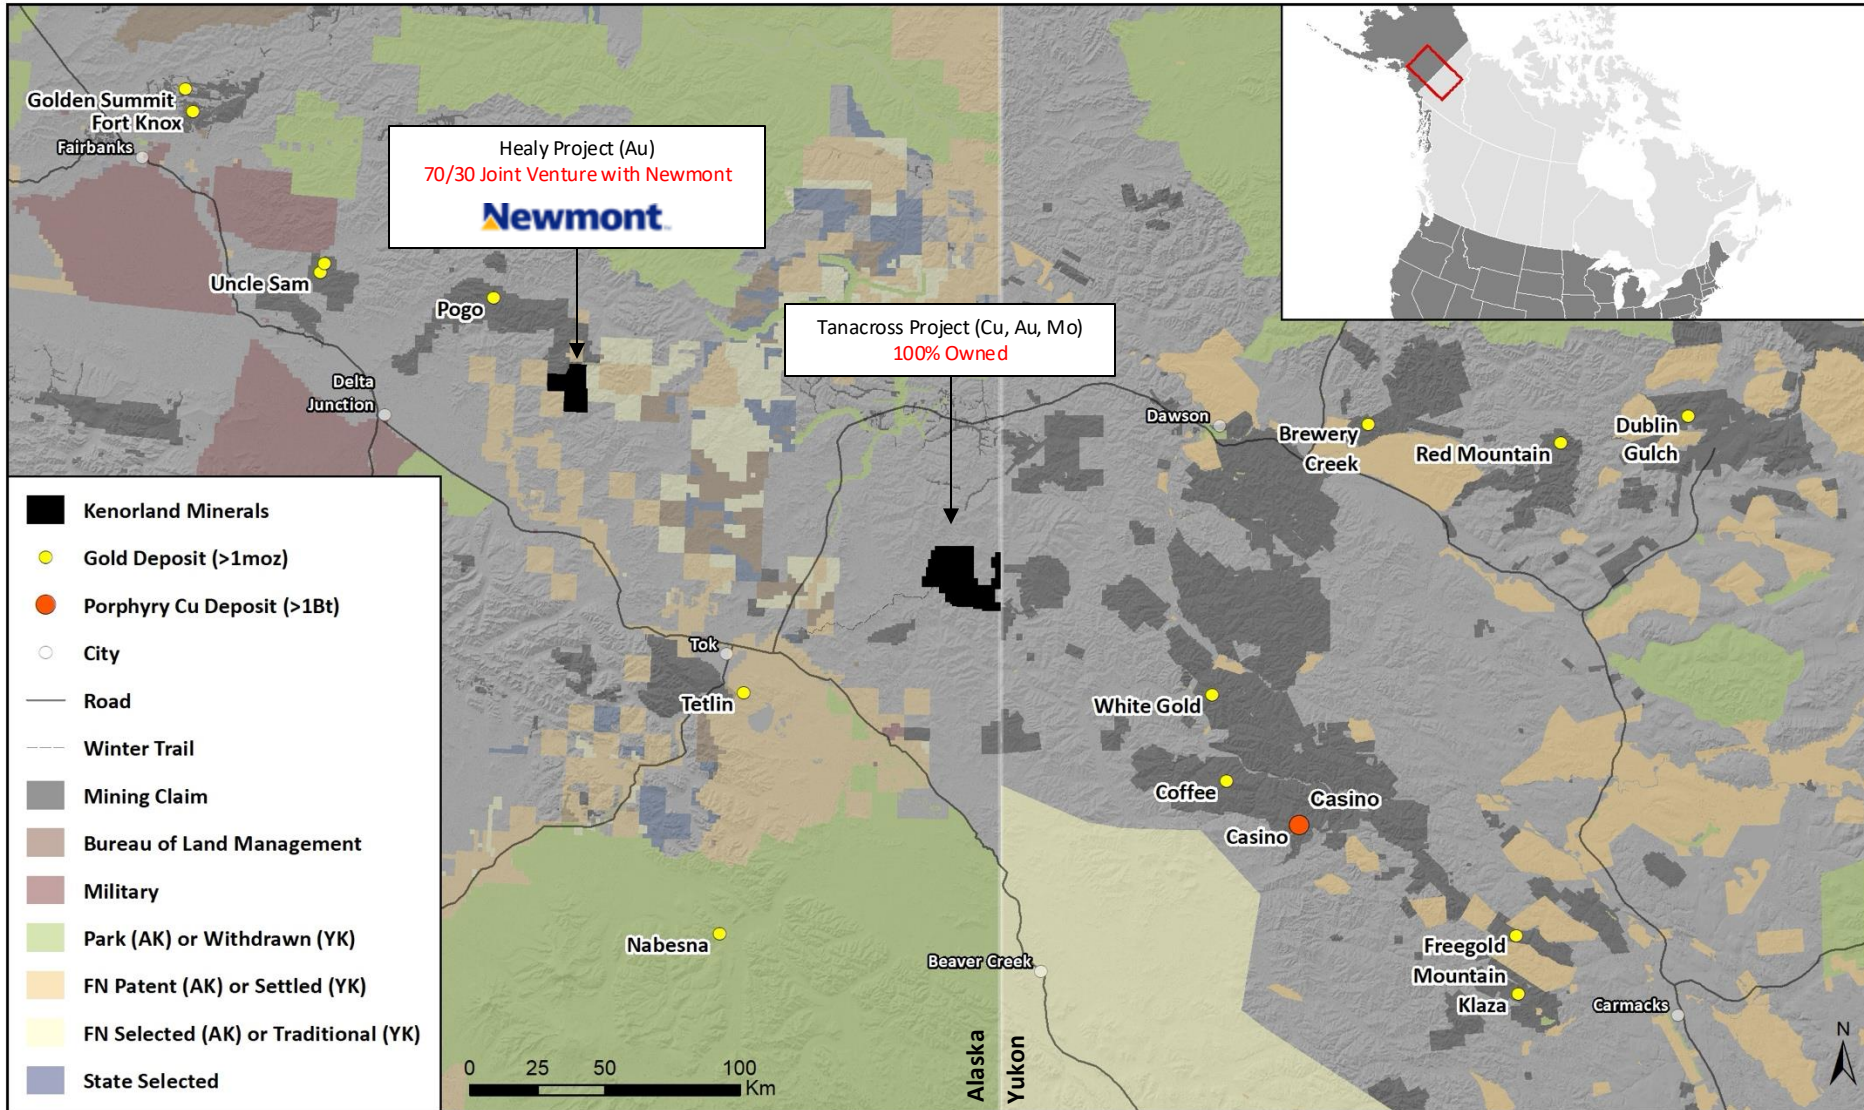 Golden Summit
Fort Knox
Fairbanks
Healy Project (Au)
70/30 Joint Venture with Newmont
Newmont
Uncle Sam
Pogo
Tanacross Project (Cu, Au, Mo)
100% Owned
Delta
Junction
Dawson
Brewery
Creek
Red Mountain
Dublin
Gulch
Tok
Tetlin
White Gold
Coffee
Casino
Casino
Nabesna
Beaver Creek
Freegold
Mountain
Klaza
Carmacks
Alaska
Yukon
N
Kenorland Minerals
Gold Deposit (>1moz)
Porphyry Cu Deposit (>1Bt)
City
Road
Winter Trail
Mining Claim
Bureau of Land Management
Military
Park (AK) or Withdrawn (YK)
FN Patent (AK) or Settled (YK)
FN Selected (AK) or Traditional (YK)
State Selected
0 25 50 100
Km